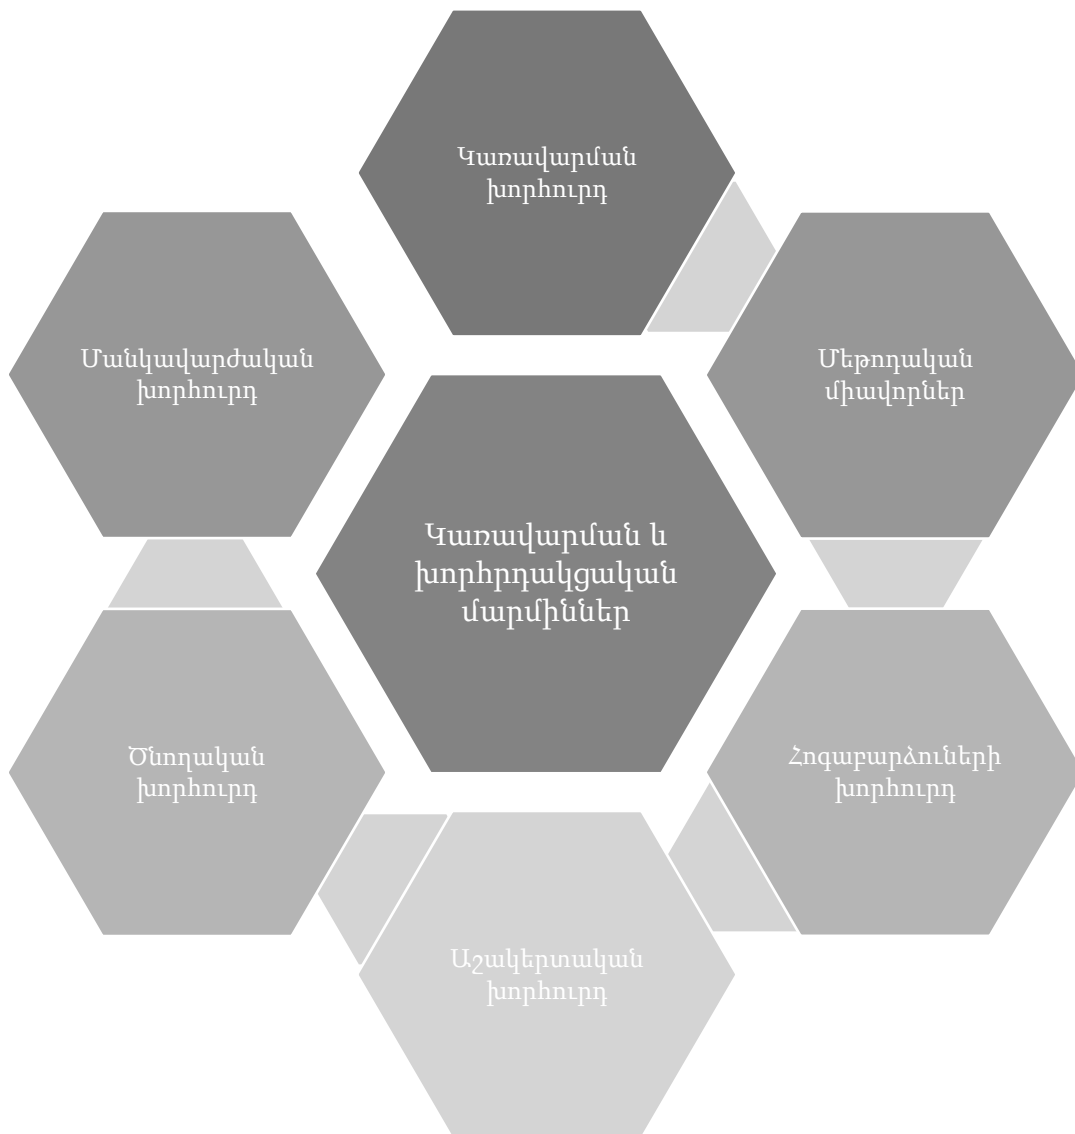 Կառավարման
խորհուրդ
Մանկավարժական
խորհուրդ
Մեթոդական
միավորներ
Կառավարման և
խորհրդակցական
մարմիններ
Ծնողական
խորհուրդ
Հոգաբարձուների
խորհուրդ
Աշակերտական
խորհուրդ